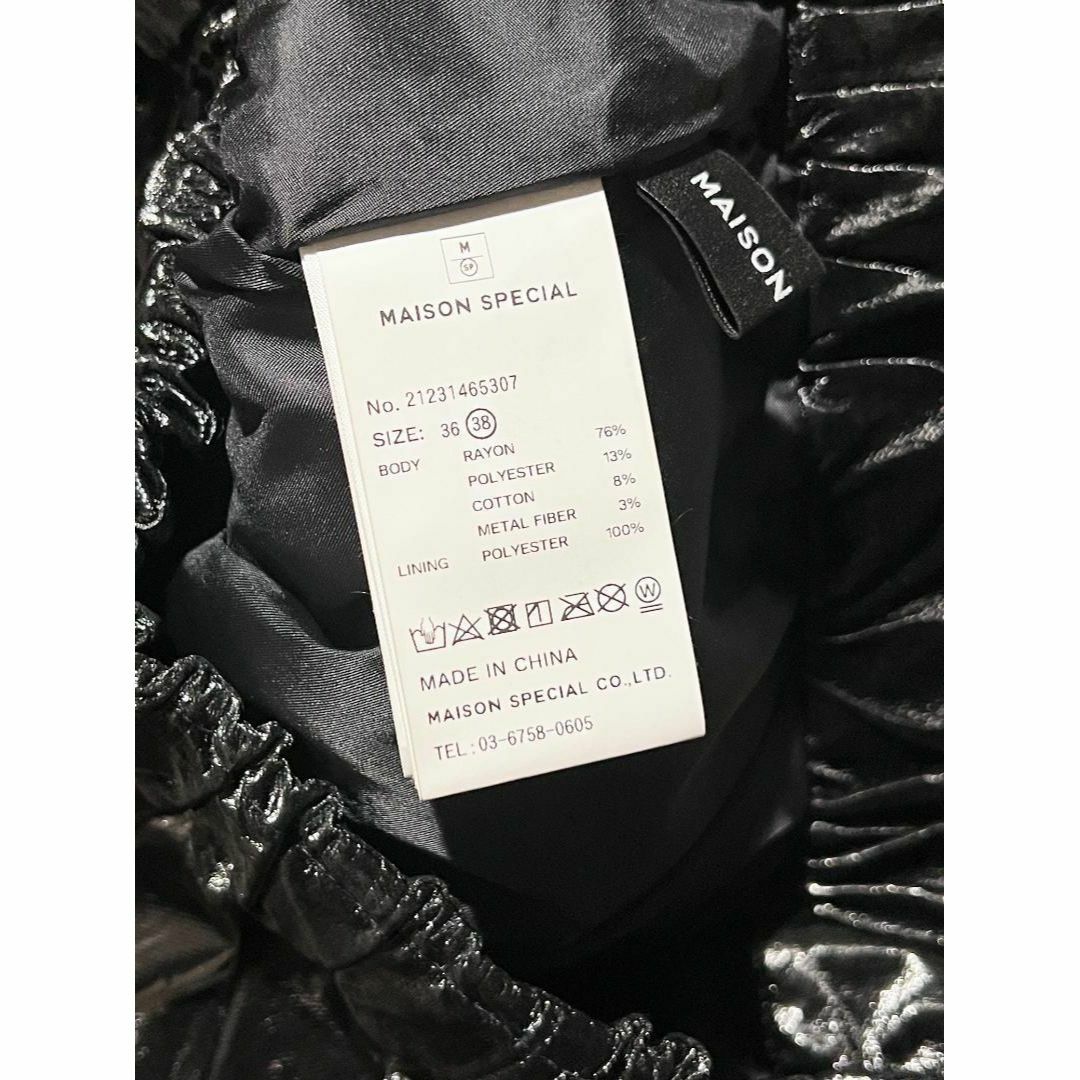 M
SP
MAISON SPECIAL
MAISON
No. 21231465307
SIZE: 36 38
BODY RAYON 76%
POLYESTER 13%
COTTON 8%
METAL FIBER 3%
LINING POLYESTER 100%
W
MADE IN CHINA
MAISON SPECIAL CO.,LTD.
TEL:03-6758-0605